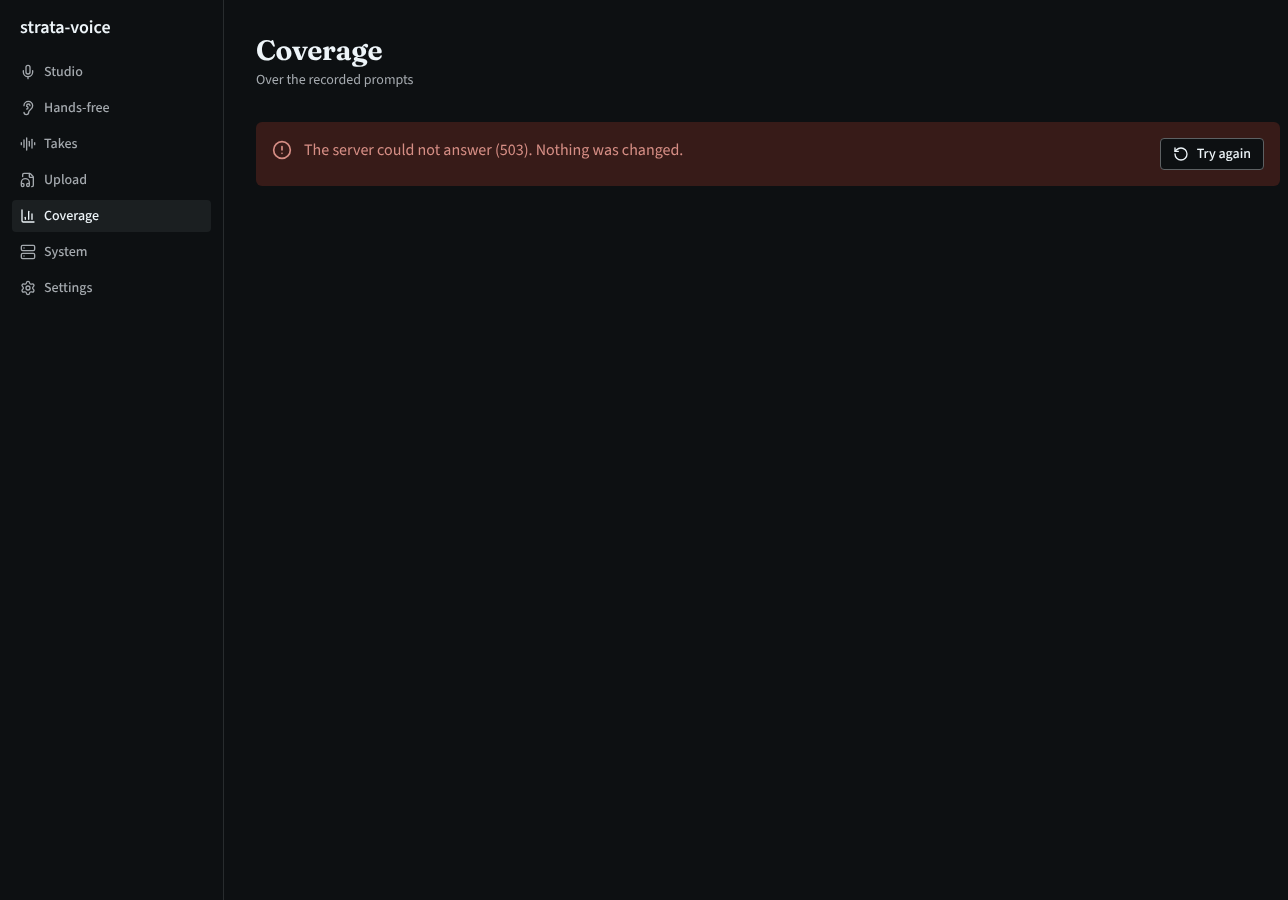 strata-voice
Studio
Hands-free
Takes
Upload
Coverage
System
Settings
Coverage
Over the recorded prompts
The server could not answer (503). Nothing was changed.
Try again